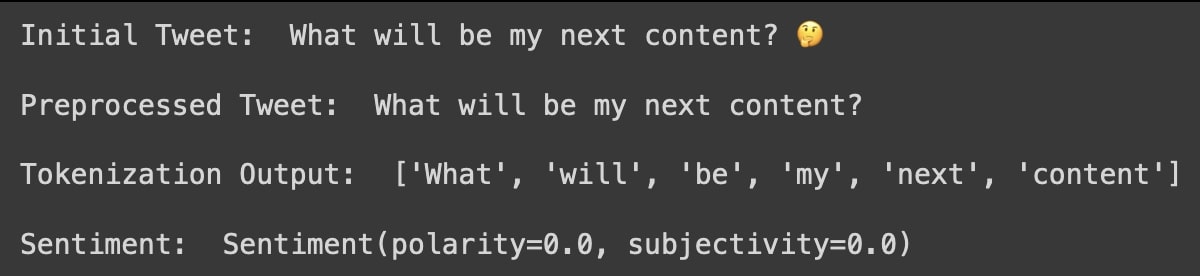 Initial Tweet:  What will be my next content? 🤔
Preprocessed Tweet:  What will be my next content?
Tokenization Output:  ['What', 'will', 'be', 'my', 'next', 'content']
Sentiment:  Sentiment(polarity=0.0, subjectivity=0.0)